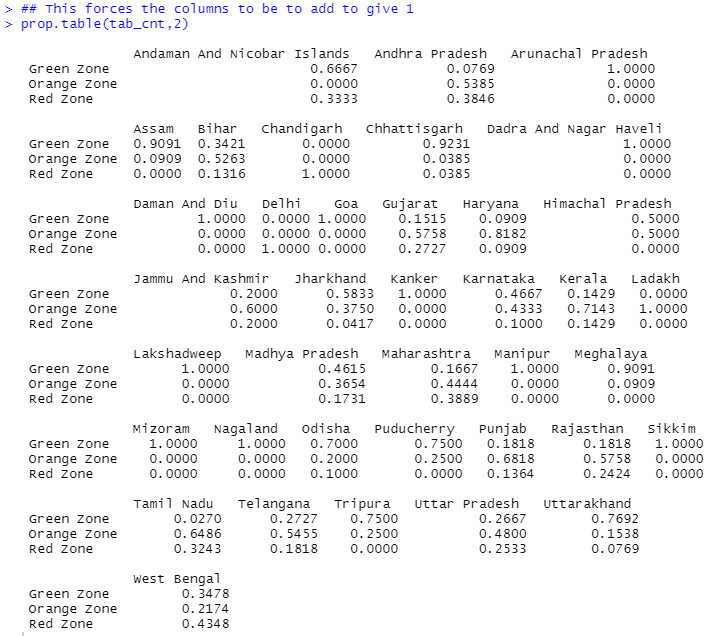 > ## This forces the columns to be to add to give 1
> prop.table(tab_cnt,2)
Andaman And Nicobar Islands Andhra Pradesh Arunachal Pradesh
Green Zone 0.6667 0.0769 1.0000
Orange Zone 0.0000 0.5385 0.0000
Red Zone 0.3333 0.3846 0.0000
Assam Bihar Chandigarh Chhattisgarh Dadra And Nagar Haveli
Green Zone 0.9091 0.3421 0.0000 0.9231 1.0000
Orange Zone 0.0909 0.5263 0.0000 0.0385 0.0000
Red Zone 0.0000 0.1316 1.0000 0.0385 0.0000
Daman And Diu Delhi Goa Gujarat Haryana Himachal Pradesh
Green Zone 1.0000 0.0000 1.0000 0.1515 0.0909 0.5000
Orange Zone 0.0000 0.0000 0.0000 0.5758 0.8182 0.5000
Red Zone 0.0000 1.0000 0.0000 0.2727 0.0909 0.0000
Jammu And Kashmir Jharkhand Kanker Karnataka Kerala Ladakh
Green Zone 0.2000 0.5833 1.0000 0.4667 0.1429 0.0000
Orange Zone 0.6000 0.3750 0.0000 0.4333 0.7143 1.0000
Red Zone 0.2000 0.0417 0.0000 0.1000 0.1429 0.0000
Lakshadweep Madhya Pradesh Maharashtra Manipur Meghalaya
Green Zone 1.0000 0.4615 0.1667 1.0000 0.9091
Orange Zone 0.0000 0.3654 0.4444 0.0000 0.0909
Red Zone 0.0000 0.1731 0.3889 0.0000 0.0000
Mizoram Nagaland Odisha Puducherry Punjab Rajasthan Sikkim
Green Zone 1.0000 1.0000 0.7000 0.7500 0.1818 0.1818 1.0000
Orange Zone 0.0000 0.0000 0.2000 0.2500 0.6818 0.5758 0.0000
Red Zone 0.0000 0.0000 0.1000 0.0000 0.1364 0.2424 0.0000
Tamil Nadu Telangana Tripura Uttar Pradesh Uttarakhand
Green Zone 0.0270 0.2727 0.7500 0.2667 0.7692
Orange Zone 0.6486 0.5455 0.2500 0.4800 0.1538
Red Zone 0.3243 0.1818 0.0000 0.2533 0.0769
West Bengal
Green Zone 0.3478
Orange Zone 0.2174
Red Zone 0.4348